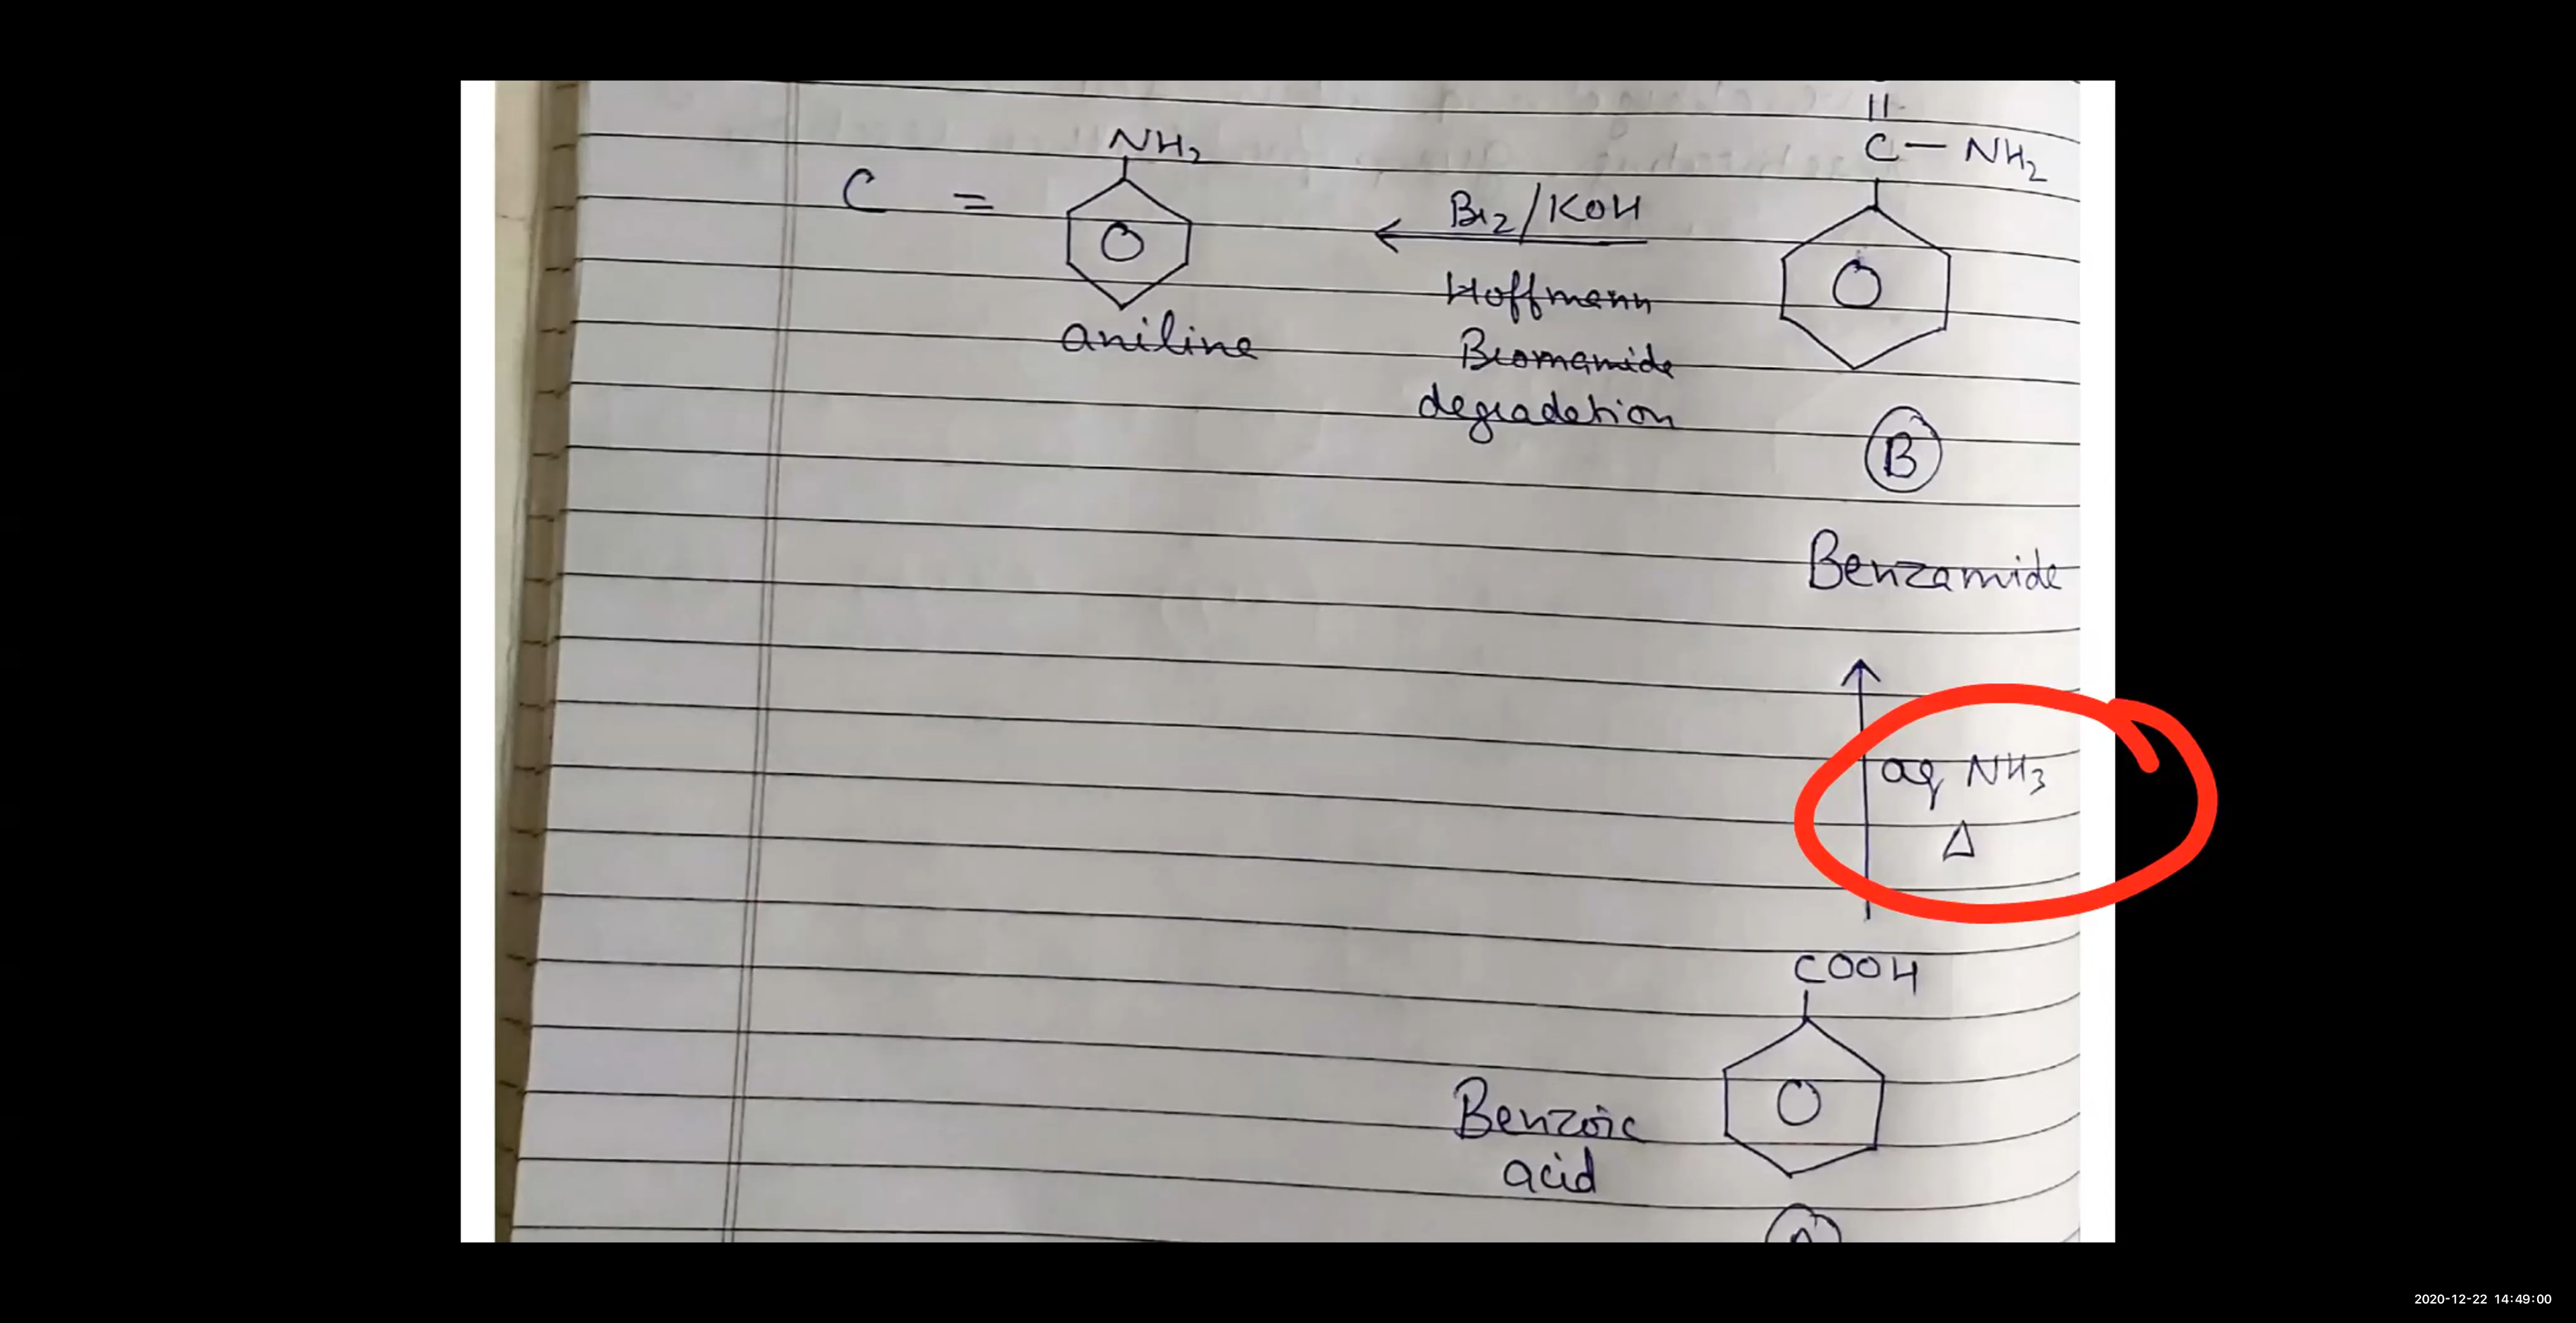 ||
C — NH₂
NH₂
C =
Br₂/KOH
Hoffmann
aniline
Bromamide
degradation
B
Benzamide
aq NH₃
Δ
COOH
Benzoic
acid
2020-12-22 14:49:00